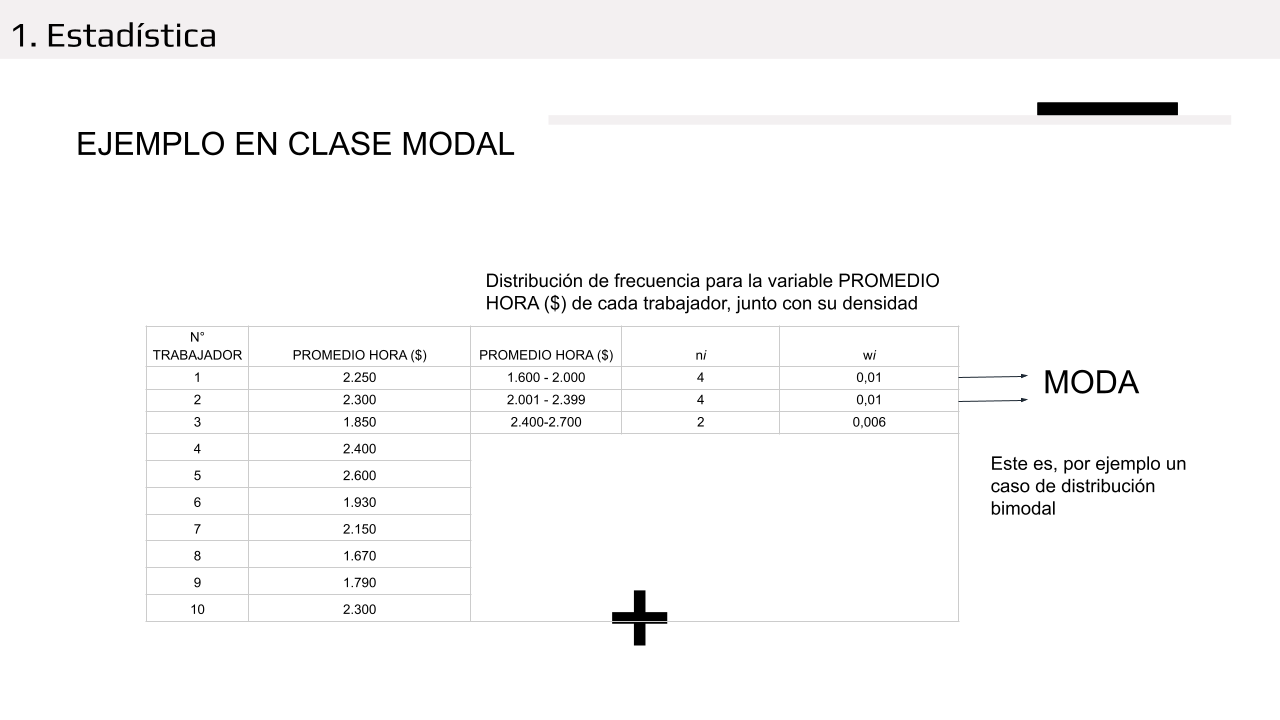 1. Estadística
EJEMPLO EN CLASE MODAL
Distribución de frecuencia para la variable PROMEDIO
HORA ($) de cada trabajador, junto con su densidad
N°
TRABAJADOR PROMEDIO HORA ($) PROMEDIO HORA ($) ni wi
1 2.250 1.600 - 2.000 4 0,01
2 2.300 2.001 - 2.399 4 0,01
3 1.850 2.400-2.700 2 0,006
4 2.400
5 2.600
6 1.930
7 2.150
8 1.670
9 1.790
10 2.300
MODA
Este es, por ejemplo un
caso de distribución
bimodal